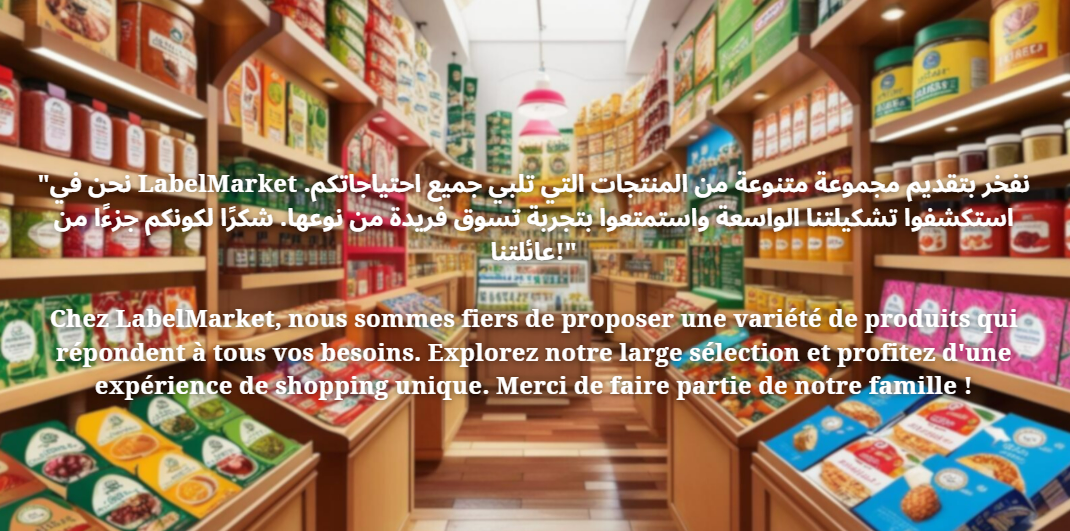 "نحن في LabelMarket نفخر بتقديم مجموعة متنوعة من المنتجات التي تلبي جميع احتياجاتكم.
استكشفوا تشكيلتنا الواسعة واستمتعوا بتجربة تسوق فريدة من نوعها. شكرًا لكونكم جزءًا من
عائلتنا!"
Chez LabelMarket, nous sommes fiers de proposer une variété de produits qui
répondent à tous vos besoins. Explorez notre large sélection et profitez d'une
expérience de shopping unique. Merci de faire partie de notre famille !